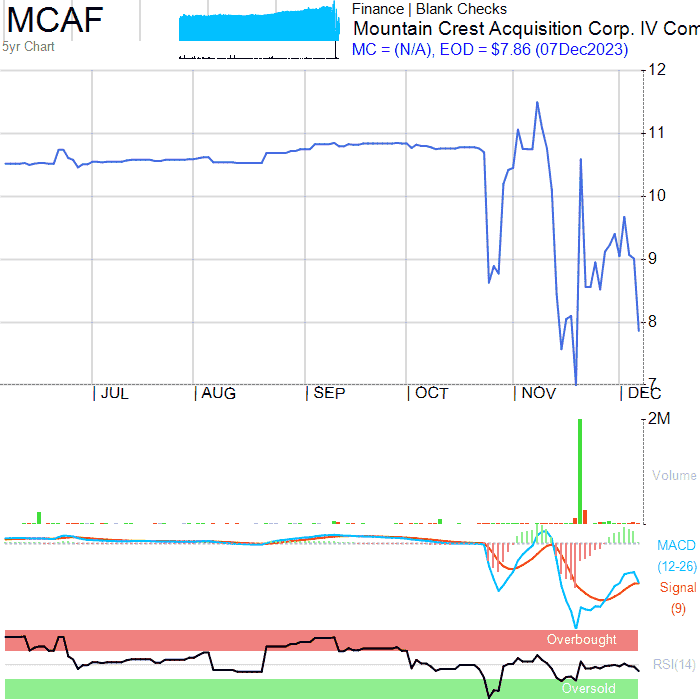 MCAF
5yr Chart
Finance | Blank Checks
Mountain Crest Acquisition Corp. IV Com
MC = (N/A), EOD = $7.86 (07Dec2023)
12
11
10
9
8
7
JUL AUG SEP OCT NOV DEC
2M
Volume
MACD
(12-26)
Signal
(9)
Overbought
RSI(14)
Oversold